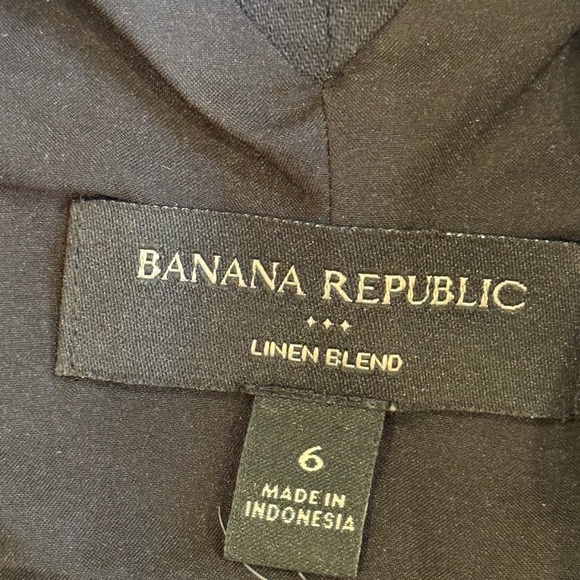 BANANA REPUBLIC
LINEN BLEND
6
MADE IN
INDONESIA